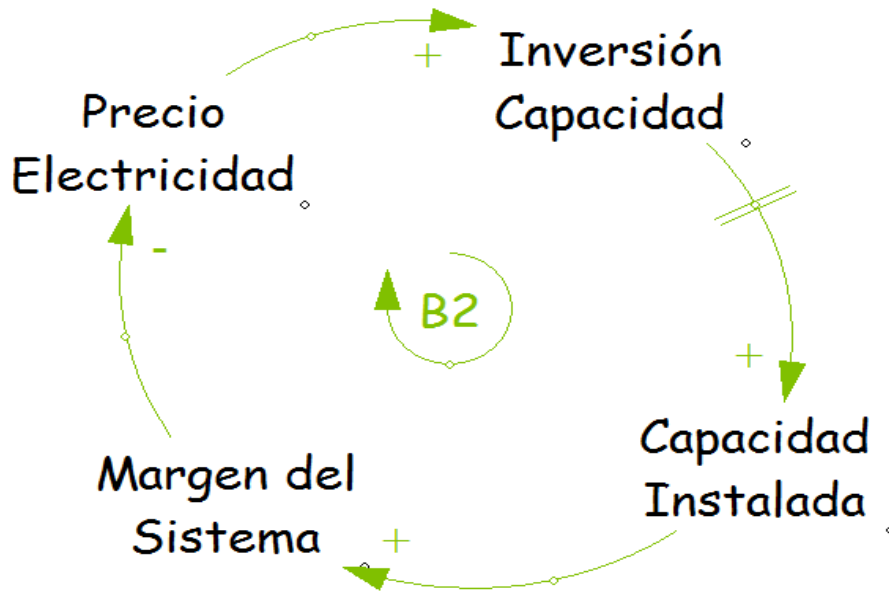 Inversión
Capacidad
+
Precio
Electricidad
-
B2
+
Capacidad
Instalada
Margen del
Sistema
+